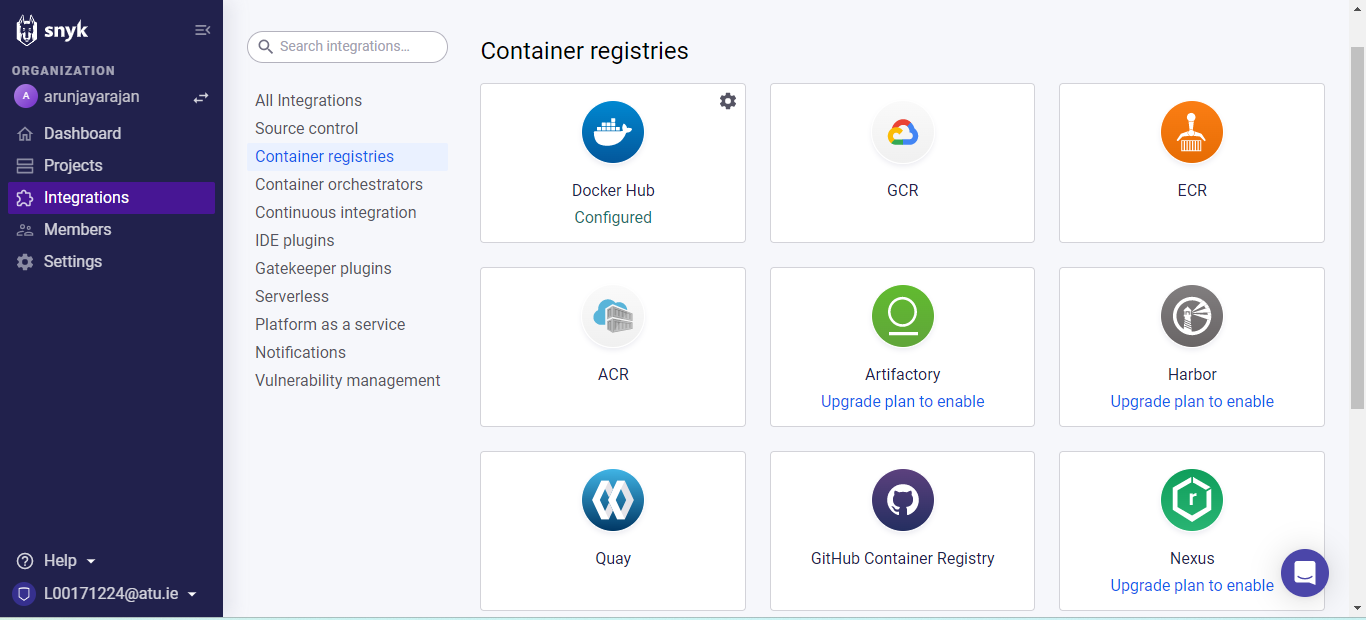 snyk
ORGANIZATION
A
arunjayarajan
Dashboard
Projects
Integrations
Members
Settings
Help
L00171224@atu.ie
Search integrations...
All Integrations
Source control
Container registries
Container orchestrators
Continuous integration
IDE plugins
Gatekeeper plugins
Serverless
Platform as a service
Notifications
Vulnerability management
Container registries
Docker Hub
Configured
GCR
ECR
ACR
Artifactory
Upgrade plan to enable
Harbor
Upgrade plan to enable
Quay
GitHub Container Registry
r
Nexus
Upgrade plan to enable